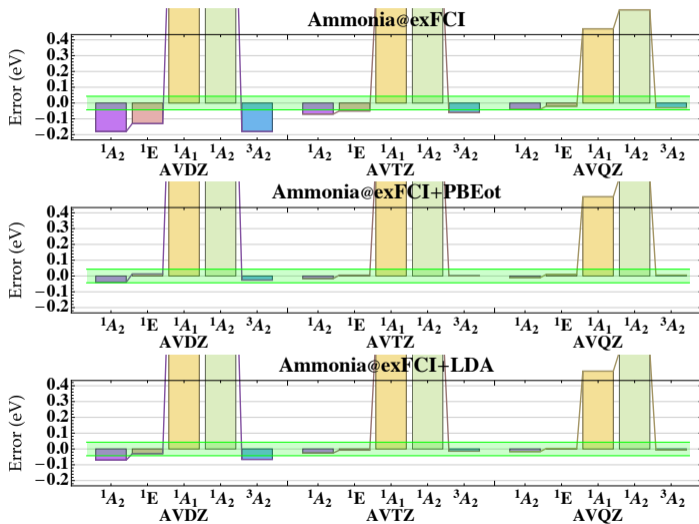 Ammonia@exFCI
Error (eV)
0.4
0.3
0.2
0.1
0.0
−0.1
−0.2
¹A₂ ¹E ¹A₁ ¹A₂ ³A₂ ¹A₂ ¹E ¹A₁ ¹A₂ ³A₂ ¹A₂ ¹E ¹A₁ ¹A₂ ³A₂
AVDZ AVTZ AVQZ
Ammonia@exFCI+PBEot
Error (eV)
0.4
0.3
0.2
0.1
0.0
−0.1
−0.2
¹A₂ ¹E ¹A₁ ¹A₂ ³A₂ ¹A₂ ¹E ¹A₁ ¹A₂ ³A₂ ¹A₂ ¹E ¹A₁ ¹A₂ ³A₂
AVDZ AVTZ AVQZ
Ammonia@exFCI+LDA
Error (eV)
0.4
0.3
0.2
0.1
0.0
−0.1
−0.2
¹A₂ ¹E ¹A₁ ¹A₂ ³A₂ ¹A₂ ¹E ¹A₁ ¹A₂ ³A₂ ¹A₂ ¹E ¹A₁ ¹A₂ ³A₂
AVDZ AVTZ AVQZ